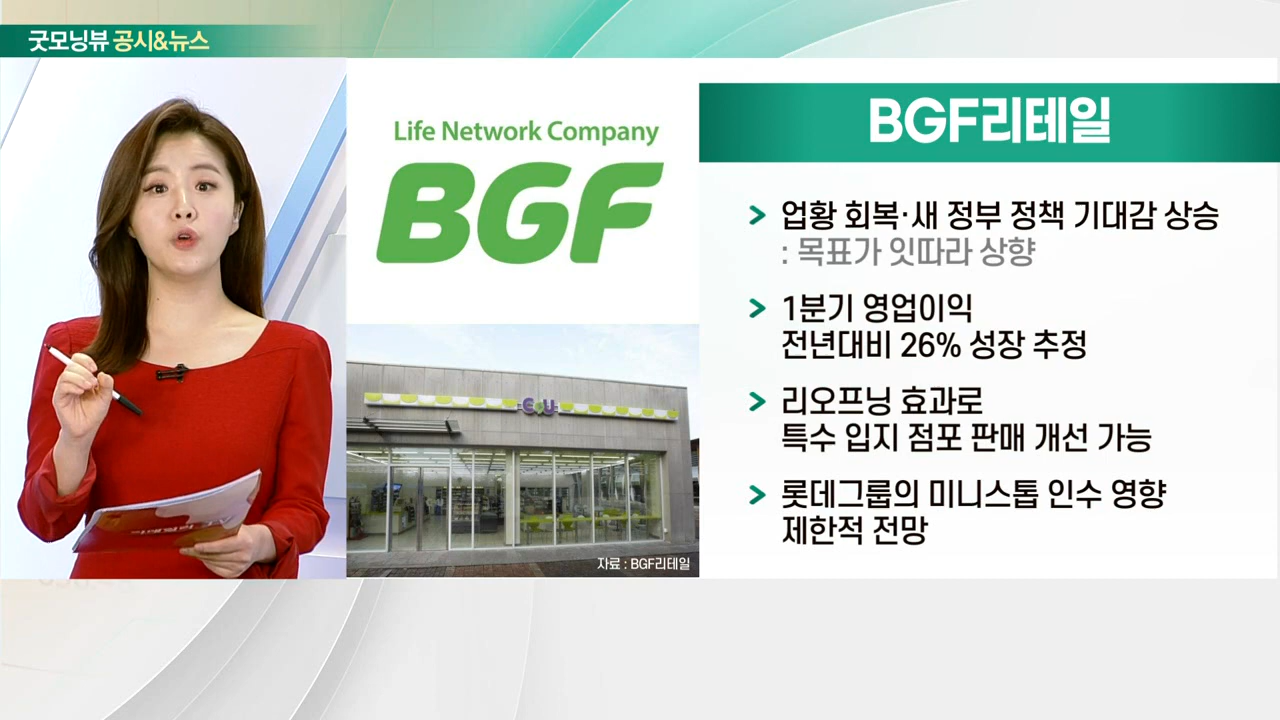 굿모닝뷰 공시&뉴스
Life Network Company
BGF
CU
자료 : BGF리테일
BGF리테일
업황 회복·새 정부 정책 기대감 상승
: 목표가 잇따라 상향
1분기 영업이익
전년대비 26% 성장 추정
리오프닝 효과로
특수 입지 점포 판매 개선 가능
롯데그룹의 미니스톱 인수 영향
제한적 전망